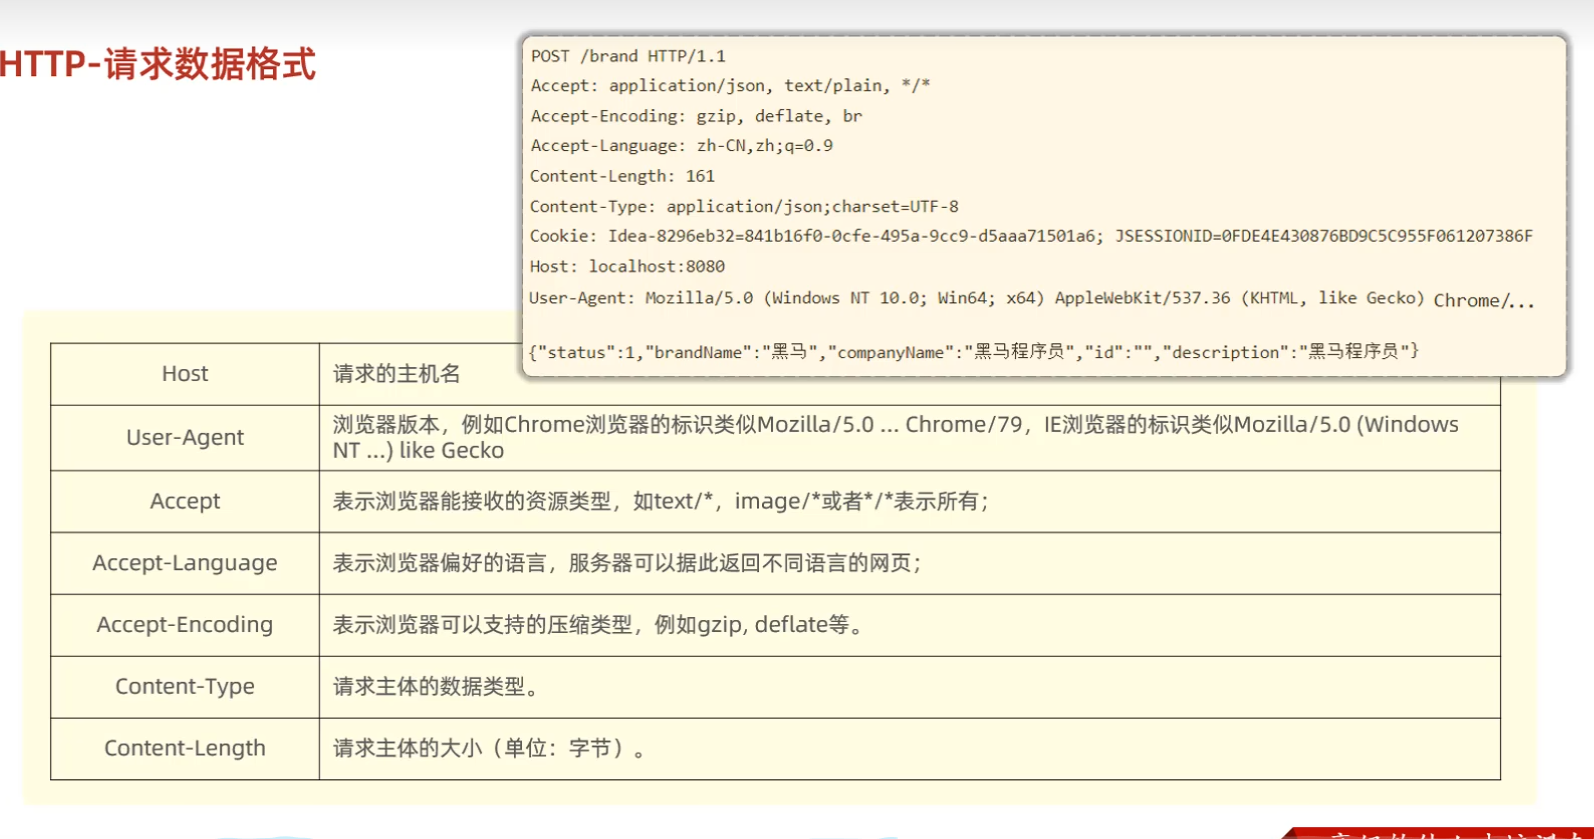 HTTP-请求数据格式
POST /brand HTTP/1.1
Accept: application/json, text/plain, */*
Accept-Encoding: gzip, deflate, br
Accept-Language: zh-CN,zh;q=0.9
Content-Length: 161
Content-Type: application/json;charset=UTF-8
Cookie: Idea-8296eb32=841b16f0-0cfe-495a-9cc9-d5aaa71501a6; JSESSIONID=0FDE4E430876BD9C5C955F061207386F
Host: localhost:8080
User-Agent: Mozilla/5.0 (Windows NT 10.0; Win64; x64) AppleWebKit/537.36 (KHTML, like Gecko) Chrome/...
{"status":1,"brandName":"黑马","companyName":"黑马程序员","id":"","description":"黑马程序员"}
Host 请求的主机名
User-Agent 浏览器版本，例如Chrome浏览器的标识类似Mozilla/5.0 ... Chrome/79，IE浏览器的标识类似Mozilla/5.0 (Windows
NT ...) like Gecko
Accept 表示浏览器能接收的资源类型，如text/*，image/*或者*/*表示所有；
Accept-Language 表示浏览器偏好的语言，服务器可以据此返回不同语言的网页；
Accept-Encoding 表示浏览器可以支持的压缩类型，例如gzip, deflate等。
Content-Type 请求主体的数据类型。
Content-Length 请求主体的大小（单位：字节）。